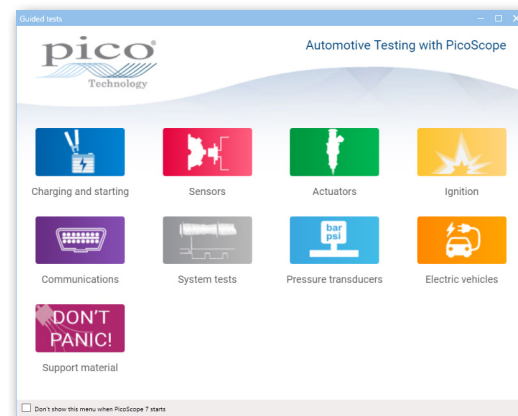 Guided tests
pico
Technology
Automotive Testing with PicoScope
Charging and starting
Sensors
Actuators
Ignition
bar
psi
Communications
System tests
Pressure transducers
Electric vehicles
DON'T
PANIC!
Support material
Don't show this menu when PicoScope 7 starts